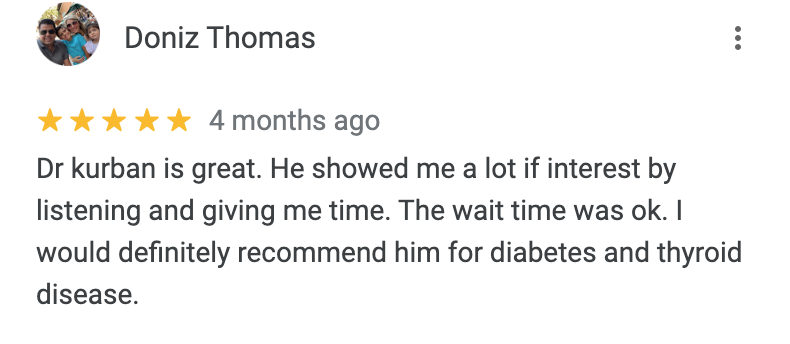 Doniz Thomas
4 months ago
Dr kurban is great. He showed me a lot if interest by
listening and giving me time. The wait time was ok. I
would definitely recommend him for diabetes and thyroid
disease.